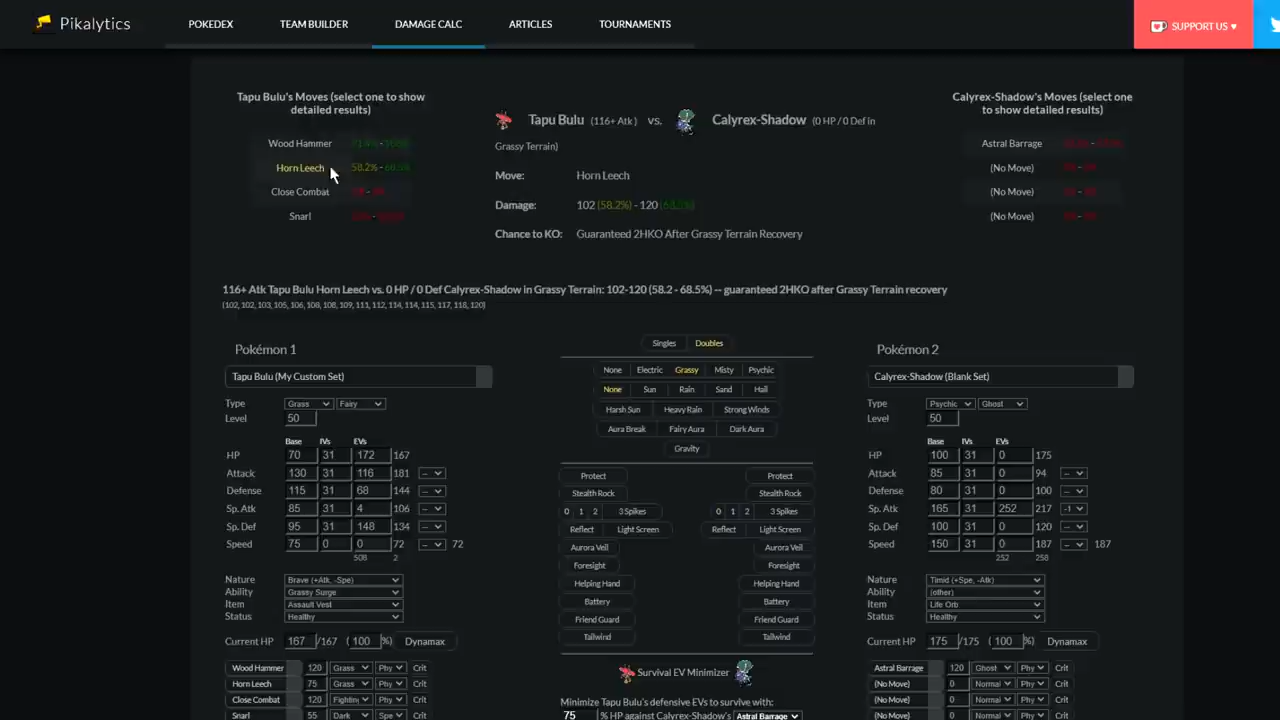 Pikalytics POKEDEX TEAM BUILDER DAMAGE CALC ARTICLES TOURNAMENTS SUPPORT US ♥
Tapu Bulu's Moves (select one to show
detailed results)
Wood Hammer
Horn Leech 58.2% -
Close Combat
Snarl
Tapu Bulu (116+ Atk) vs. Calyrex-Shadow (0 HP / 0 Def in
Grassy Terrain)
Move: Horn Leech
Damage: 102 (58.2%) - 120
Chance to KO: Guaranteed 2HKO After Grassy Terrain Recovery
Calyrex-Shadow's Moves (select one
to show detailed results)
Astral Barrage
(No Move)
(No Move)
(No Move)
116+ Atk Tapu Bulu Horn Leech vs. 0 HP / 0 Def Calyrex-Shadow in Grassy Terrain: 102-120 (58.2 - 68.5%) -- guaranteed 2HKO after Grassy Terrain recovery
(102, 102, 103, 105, 106, 108, 108, 109, 111, 112, 114, 114, 115, 117, 118, 120)
Pokémon 1
Tapu Bulu (My Custom Set)
Type Grass Fairy
Level 50
Base IVs EVs
HP 70 31 172 167
Attack 130 31 116 181 --
Defense 115 31 68 144 --
Sp. Atk 85 31 4 106 --
Sp. Def 95 31 148 134 --
Speed 75 0 0 72 -- 72
508 2
Nature Brave (+Atk, -Spe)
Ability Grassy Surge
Item Assault Vest
Status Healthy
Current HP 167 /167 ( 100 %) Dynamax
Wood Hammer 120 Grass Phy Crit
Horn Leech 75 Grass Phy Crit
Close Combat 120 Fighting Phy Crit
Snarl 55 Dark Spe Crit
Singles Doubles
None Electric Grassy Misty Psychic
None Sun Rain Sand Hail
Harsh Sun Heavy Rain Strong Winds
Aura Break Fairy Aura Dark Aura
Gravity
Protect Protect
Stealth Rock Stealth Rock
0 1 2 3 Spikes 0 1 2 3 Spikes
Reflect Light Screen Reflect Light Screen
Aurora Veil Aurora Veil
Foresight Foresight
Helping Hand Helping Hand
Battery Battery
Friend Guard Friend Guard
Tailwind Tailwind
Survival EV Minimizer
Minimize Tapu Bulu's defensive EVs to survive with:
75 % HP against Calyrex-Shadow's Astral Barrage
Pokémon 2
Calyrex-Shadow (Blank Set)
Type Psychic Ghost
Level 50
Base IVs EVs
HP 100 31 0 175
Attack 85 31 0 94 --
Defense 80 31 0 100 --
Sp. Atk 165 31 252 217 -1
Sp. Def 100 31 0 120 --
Speed 150 31 0 187 -- 187
252 258
Nature Timid (+Spe, -Atk)
Ability (other)
Item Life Orb
Status Healthy
Current HP 175 /175 ( 100 %) Dynamax
Astral Barrage 120 Ghost Phy Crit
(No Move) 0 Normal Phy Crit
(No Move) 0 Normal Phy Crit
(No Move) 0 Normal Phy Crit